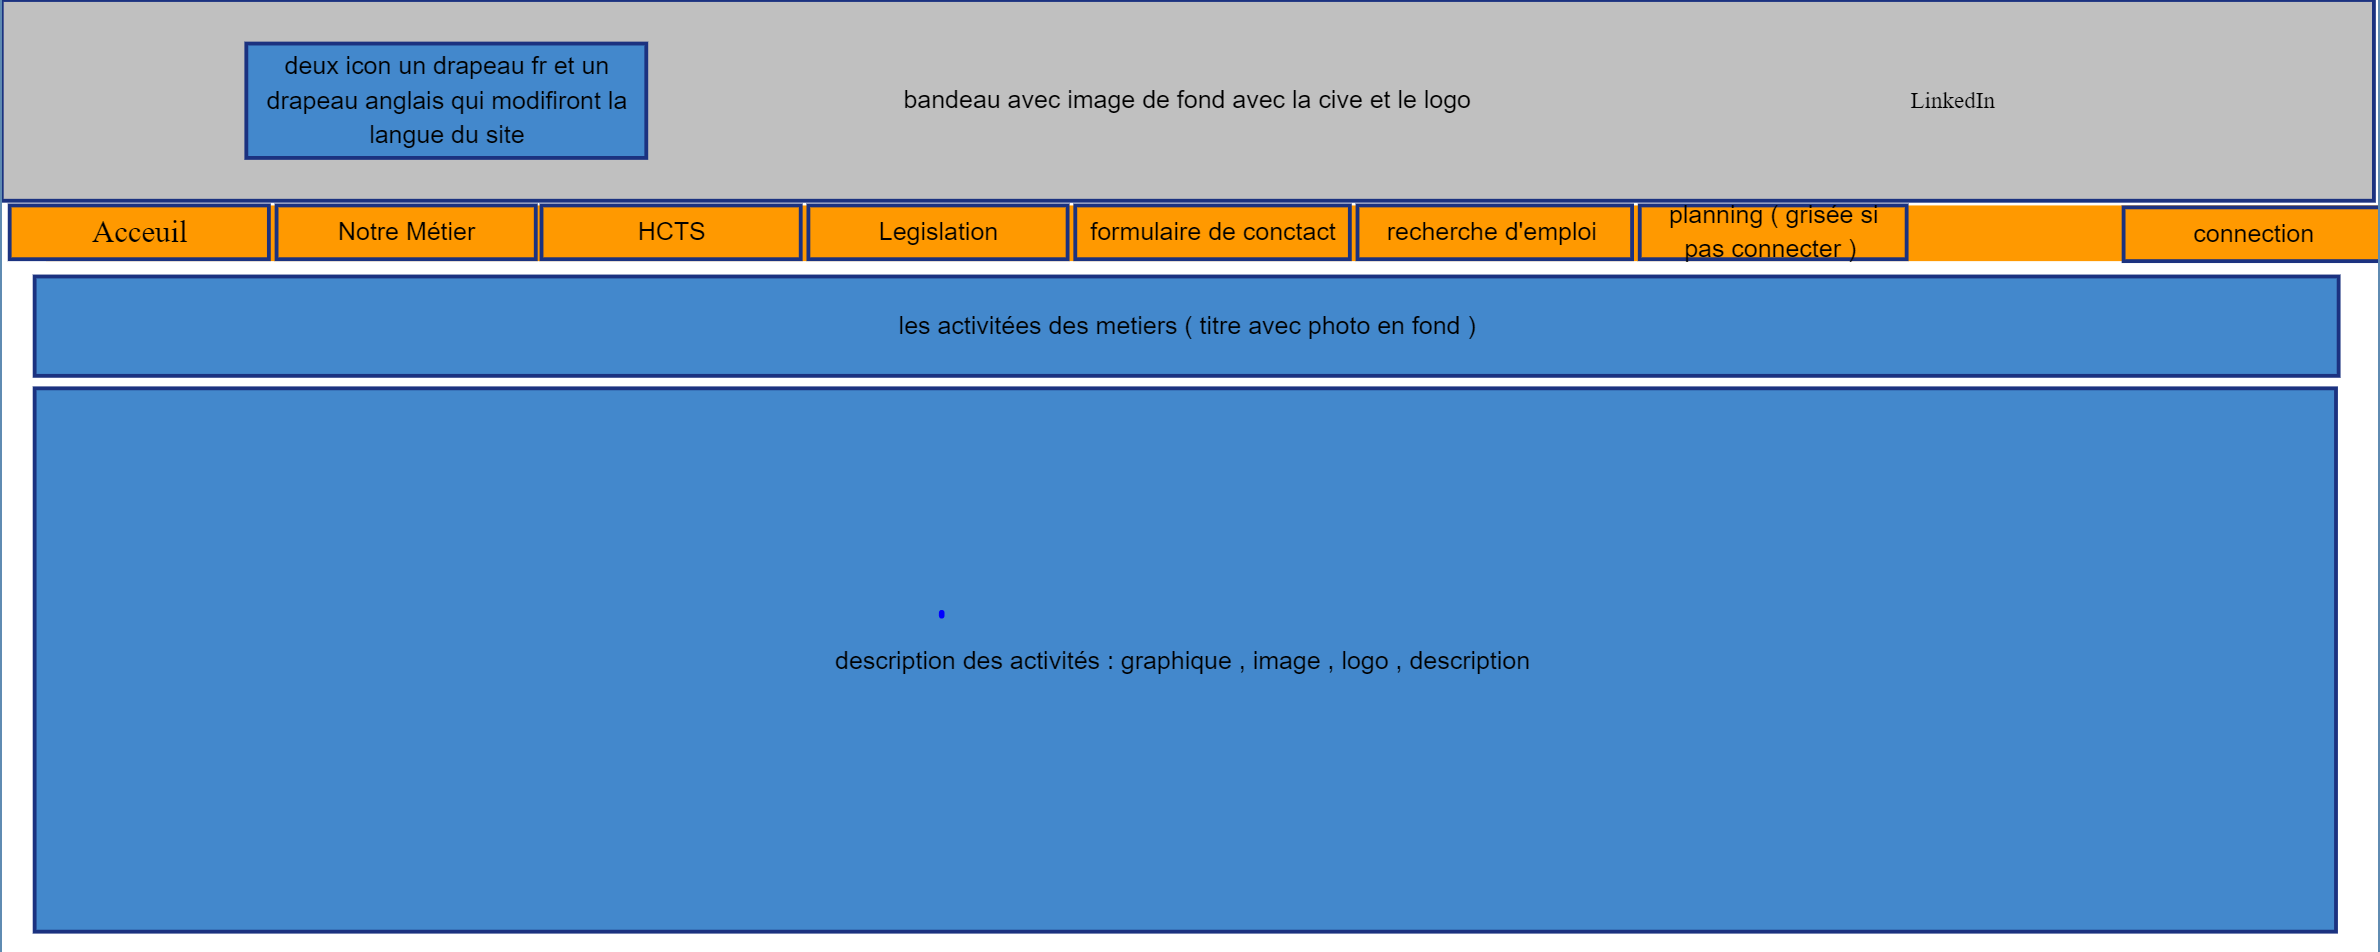 deux icon un drapeau fr et un
drapeau anglais qui modifiront la
langue du site
bandeau avec image de fond avec la cive et le logo
LinkedIn
Acceuil
Notre Métier
HCTS
Legislation
formulaire de conctact
recherche d'emploi
planning ( grisée si
pas connecter )
connection
les activitées des metiers ( titre avec photo en fond )
description des activités : graphique , image , logo , description